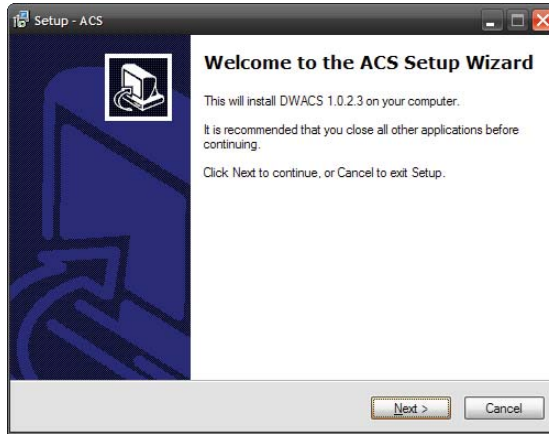 Setup - ACS
Welcome to the ACS Setup Wizard
This will install DWACS 1.0.2.3 on your computer.
It is recommended that you close all other applications before
continuing.
Click Next to continue, or Cancel to exit Setup.
Next >
Cancel